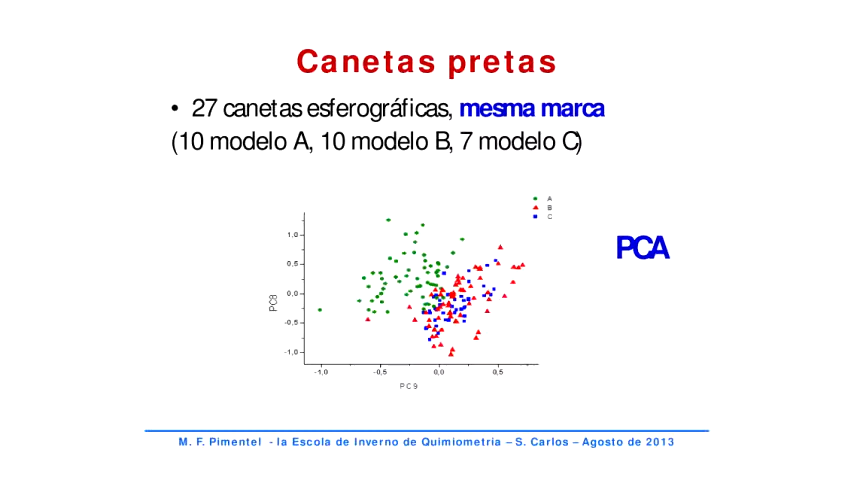 Canetas pretas
• 27 canetas esferográficas, mesma marca
(10 modelo A, 10 modelo B, 7 modelo C)
A
B
C
PCA
1,0
0,5
0,0
-0,5
-1,0
PC8
-1,0 -0,5 0,0 0,5
PC9
M. F. Pimentel - Ia Escola de Inverno de Quimiometria – S. Carlos – Agosto de 2013